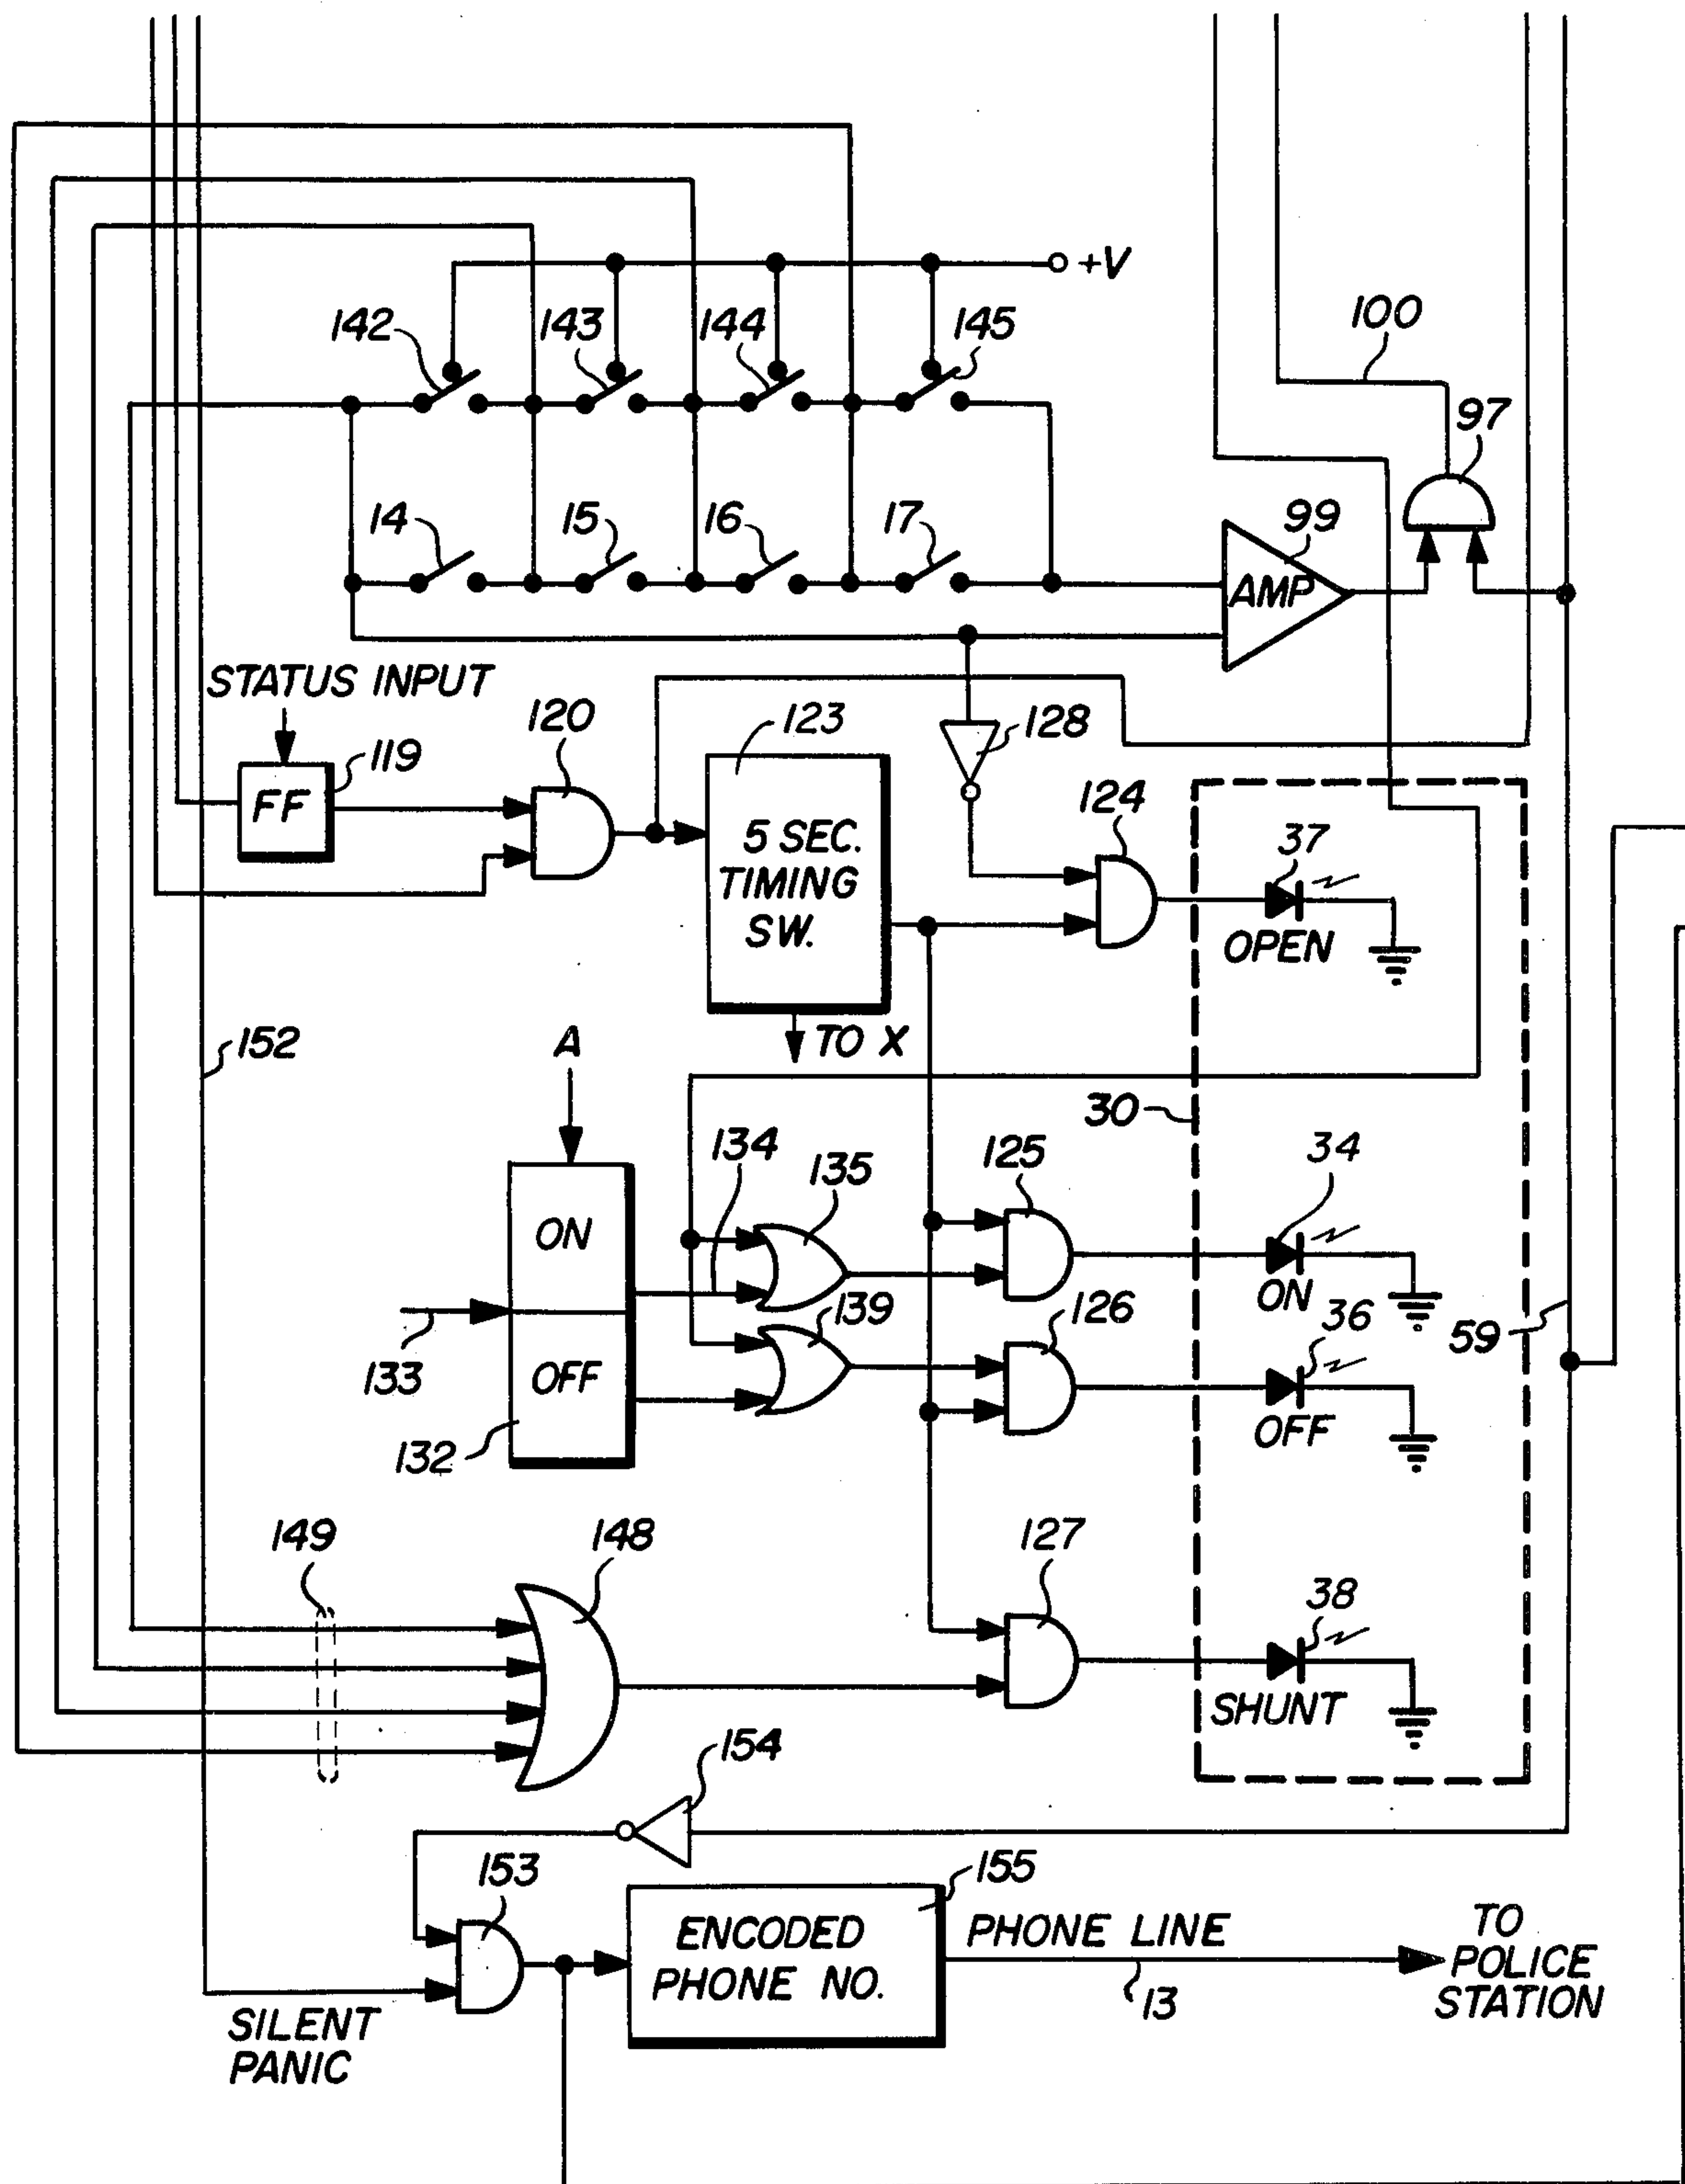 +V
142
143
144
145
100
97
14
15
16
17
99
AMP
STATUS INPUT
120
123
128
119
FF
5 SEC.
TIMING
SW.
124
37
OPEN
152
A
TO X
30
134
135
125
34
ON
ON
139
126
36
59
133
OFF
OFF
132
149
148
127
38
SHUNT
154
153
155
ENCODED
PHONE NO.
PHONE LINE
13
TO
POLICE
STATION
SILENT
PANIC